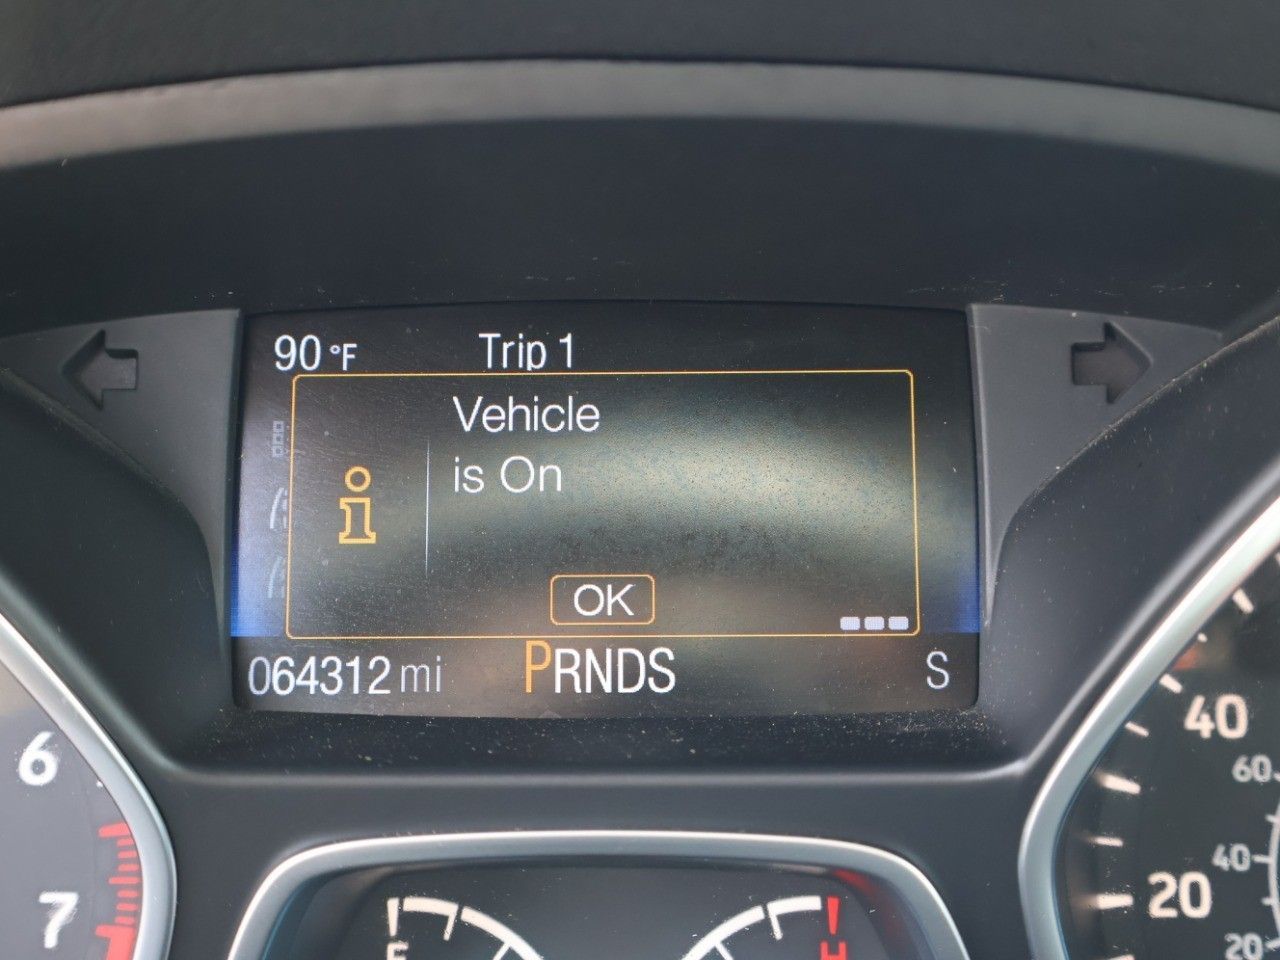 90 °F Trip 1
Vehicle
is On
OK
064312 mi PRNDS S
6
7
40
60
20
40
20
H